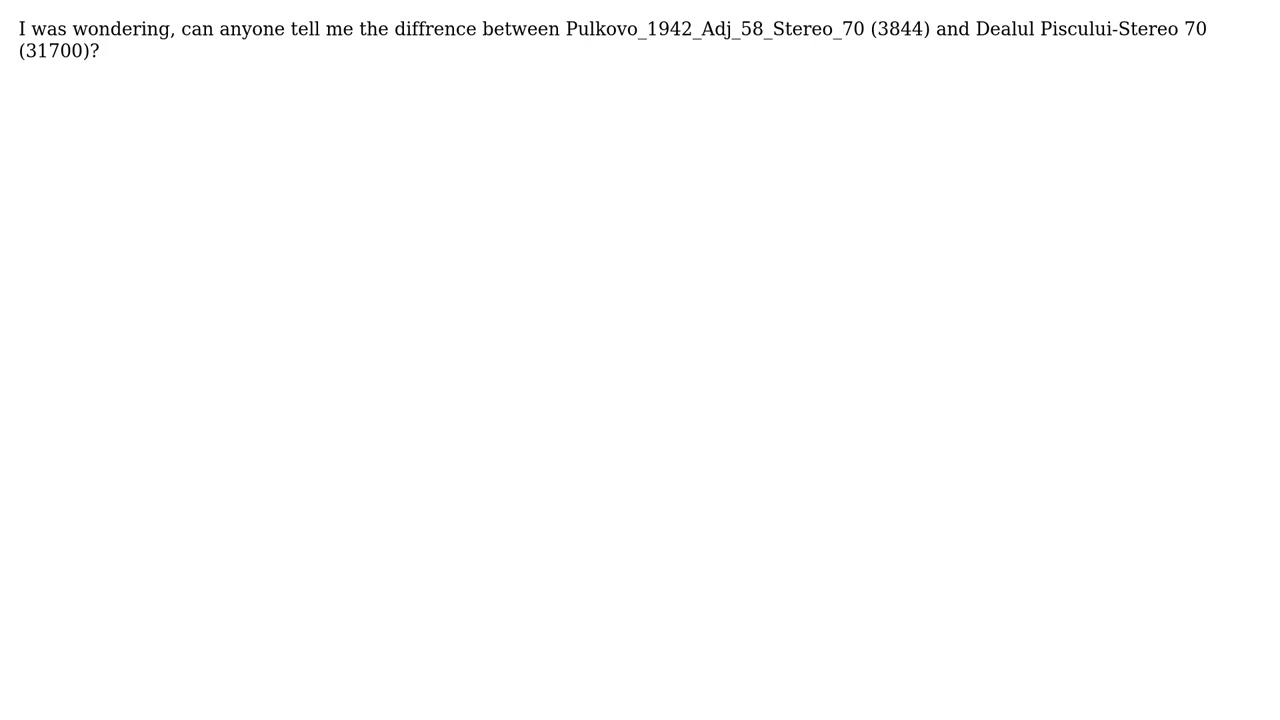 I was wondering, can anyone tell me the diffrence between Pulkovo_1942_Adj_58_Stereo_70 (3844) and Dealul Piscului-Stereo 70
(31700)?